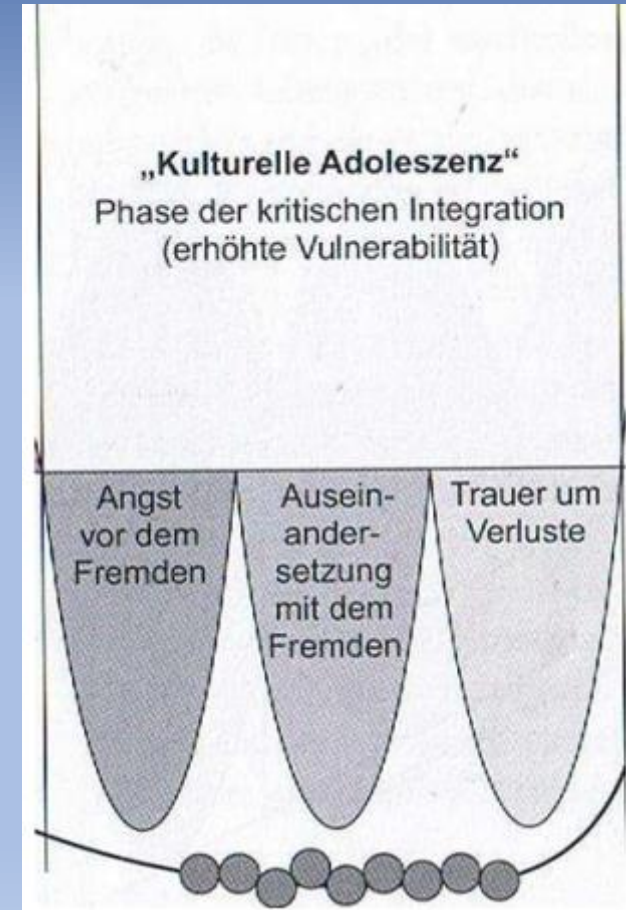 „Kulturelle Adoleszenz“
Phase der kritischen Integration
(erhöhte Vulnerabilität)
Angst
vor dem
Fremden
Ausein-
ander-
setzung
mit dem
Fremden
Trauer um
Verluste